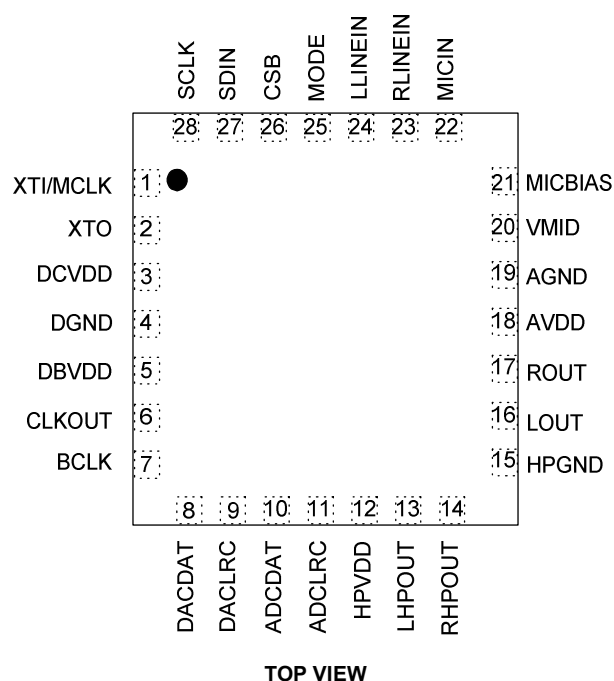 SCLK
SDIN
CSB
MODE
LLINEIN
RLINEIN
MICIN
28 27 26 25 24 23 22
XTI/MCLK 1
XTO 2
DCVDD 3
DGND 4
DBVDD 5
CLKOUT 6
BCLK 7
21 MICBIAS
20 VMID
19 AGND
18 AVDD
17 ROUT
16 LOUT
15 HPGND
8 9 10 11 12 13 14
DACDAT
DACLRC
ADCDAT
ADCLRC
HPVDD
LHPOUT
RHPOUT
TOP VIEW